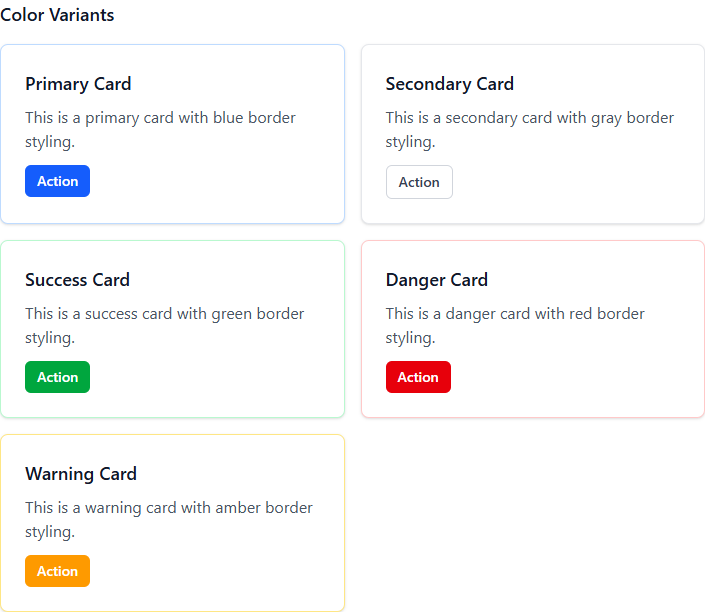 Color Variants
Primary Card
This is a primary card with blue border
styling.
Action
Secondary Card
This is a secondary card with gray border
styling.
Action
Success Card
This is a success card with green border
styling.
Action
Danger Card
This is a danger card with red border
styling.
Action
Warning Card
This is a warning card with amber border
styling.
Action